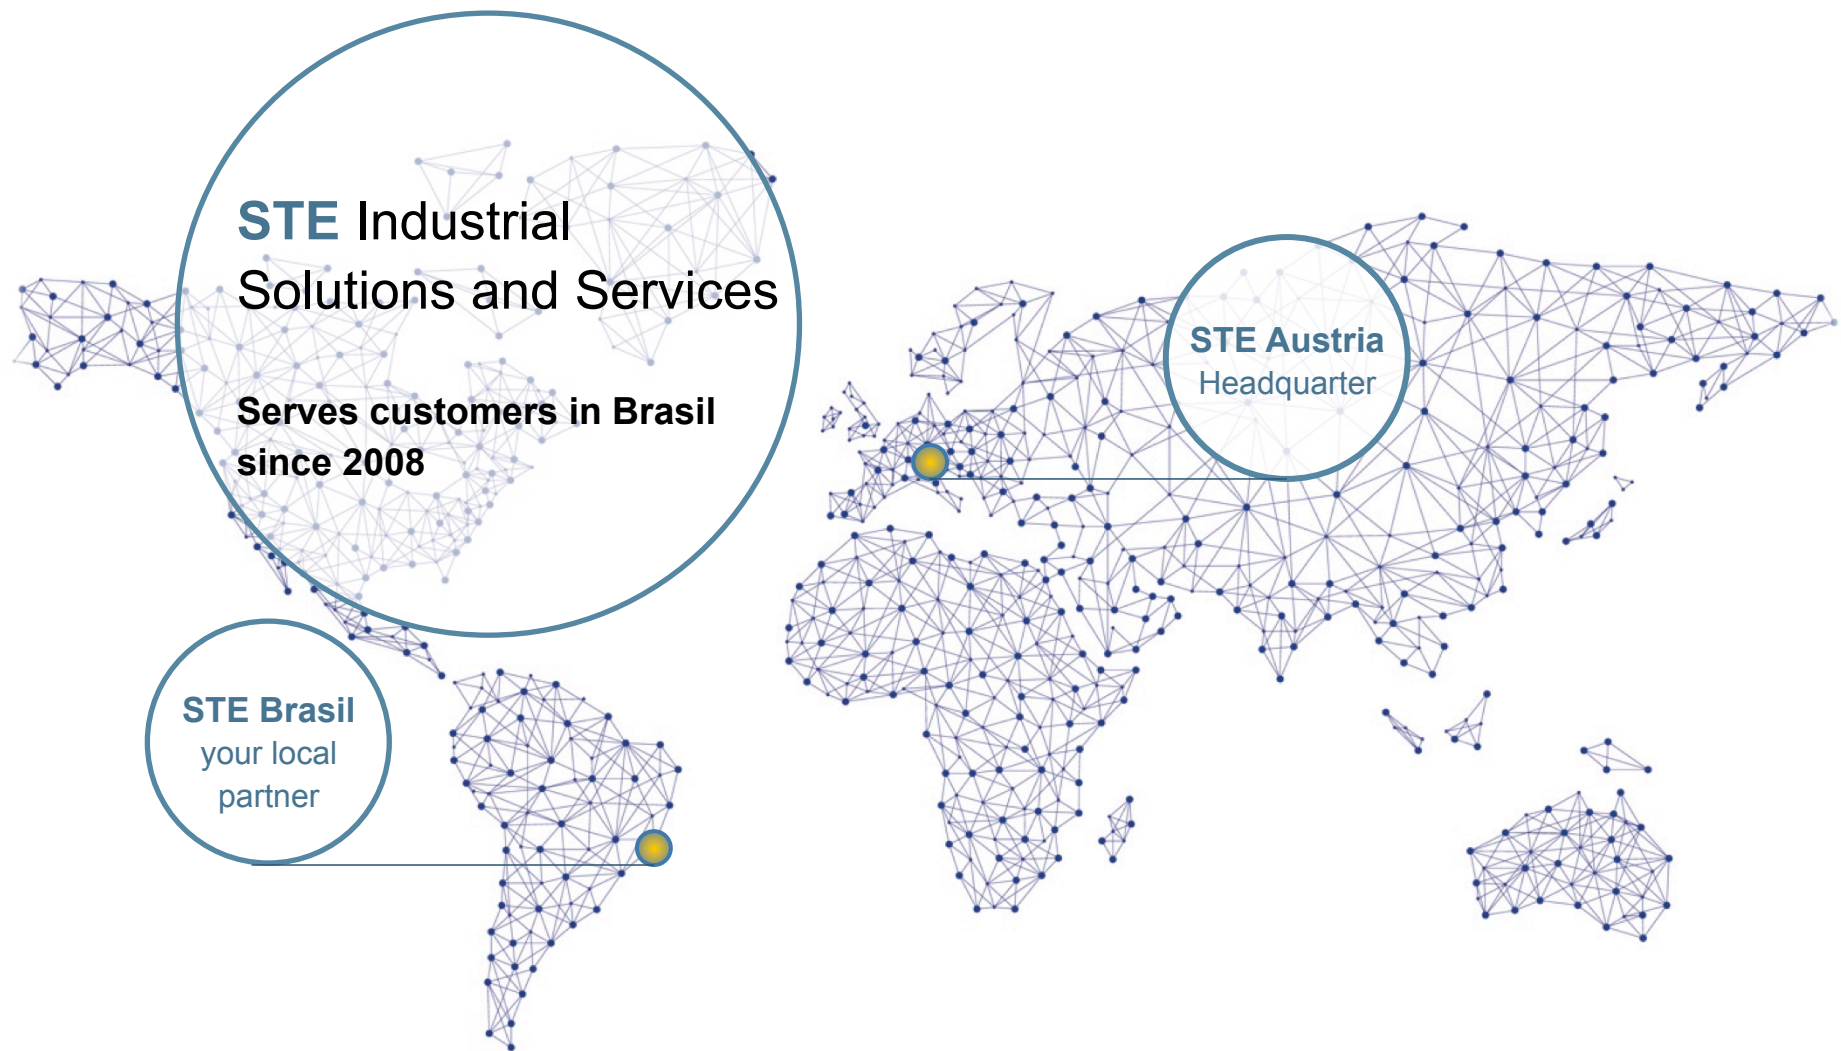 STE Industrial
Solutions and Services
Serves customers in Brasil
since 2008
STE Austria
Headquarter
STE Brasil
your local
partner